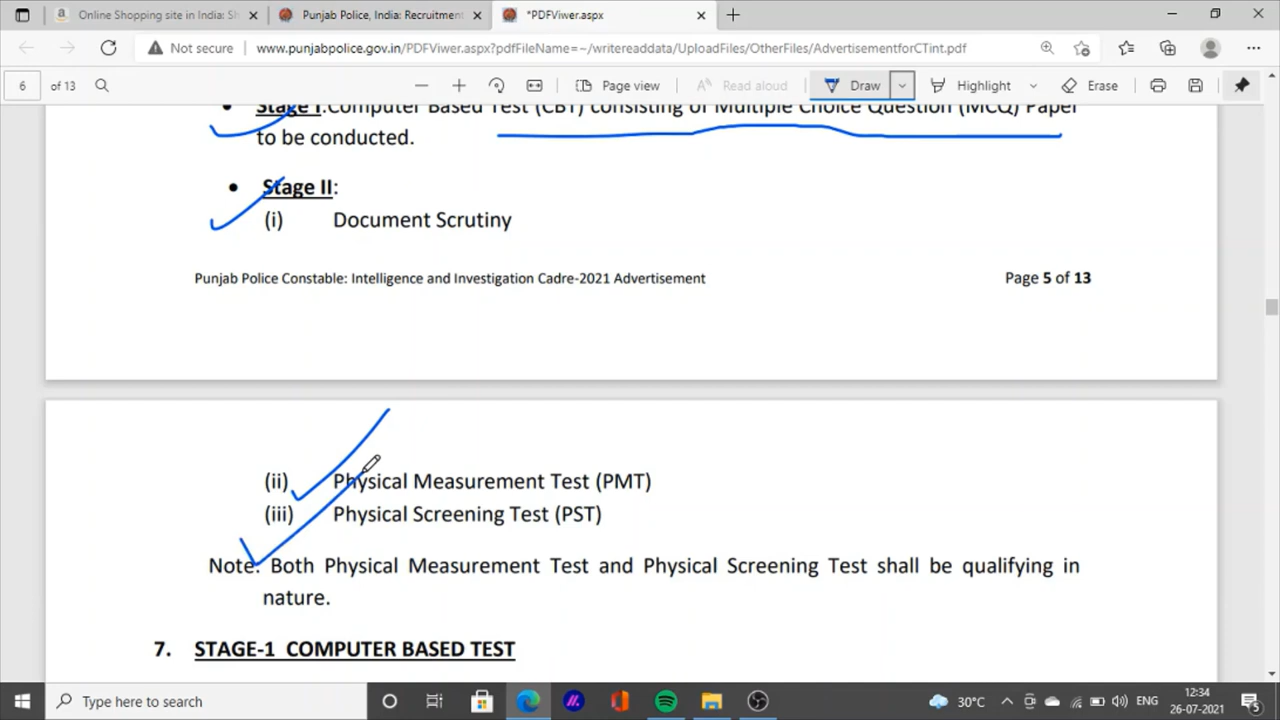 Online Shopping site in India: Sh
Punjab Police, India: Recruitment
*PDFViwer.aspx
Not secure
www.punjabpolice.gov.in/PDFViwer.aspx?pdfFileName=~/writereaddata/UploadFiles/OtherFiles/AdvertisementforCTint.pdf
6 of 13
Page view
Read aloud
Draw
Highlight
Erase
• Stage I:Computer Based Test (CBT) consisting of Multiple Choice Question (MCQ) Paper
to be conducted.
• Stage II:
(i) Document Scrutiny
Punjab Police Constable: Intelligence and Investigation Cadre-2021 Advertisement Page 5 of 13
(ii) Physical Measurement Test (PMT)
(iii) Physical Screening Test (PST)
Note: Both Physical Measurement Test and Physical Screening Test shall be qualifying in
nature.
7. STAGE-1 COMPUTER BASED TEST
Type here to search
30°C
ENG
12:34
26-07-2021
5